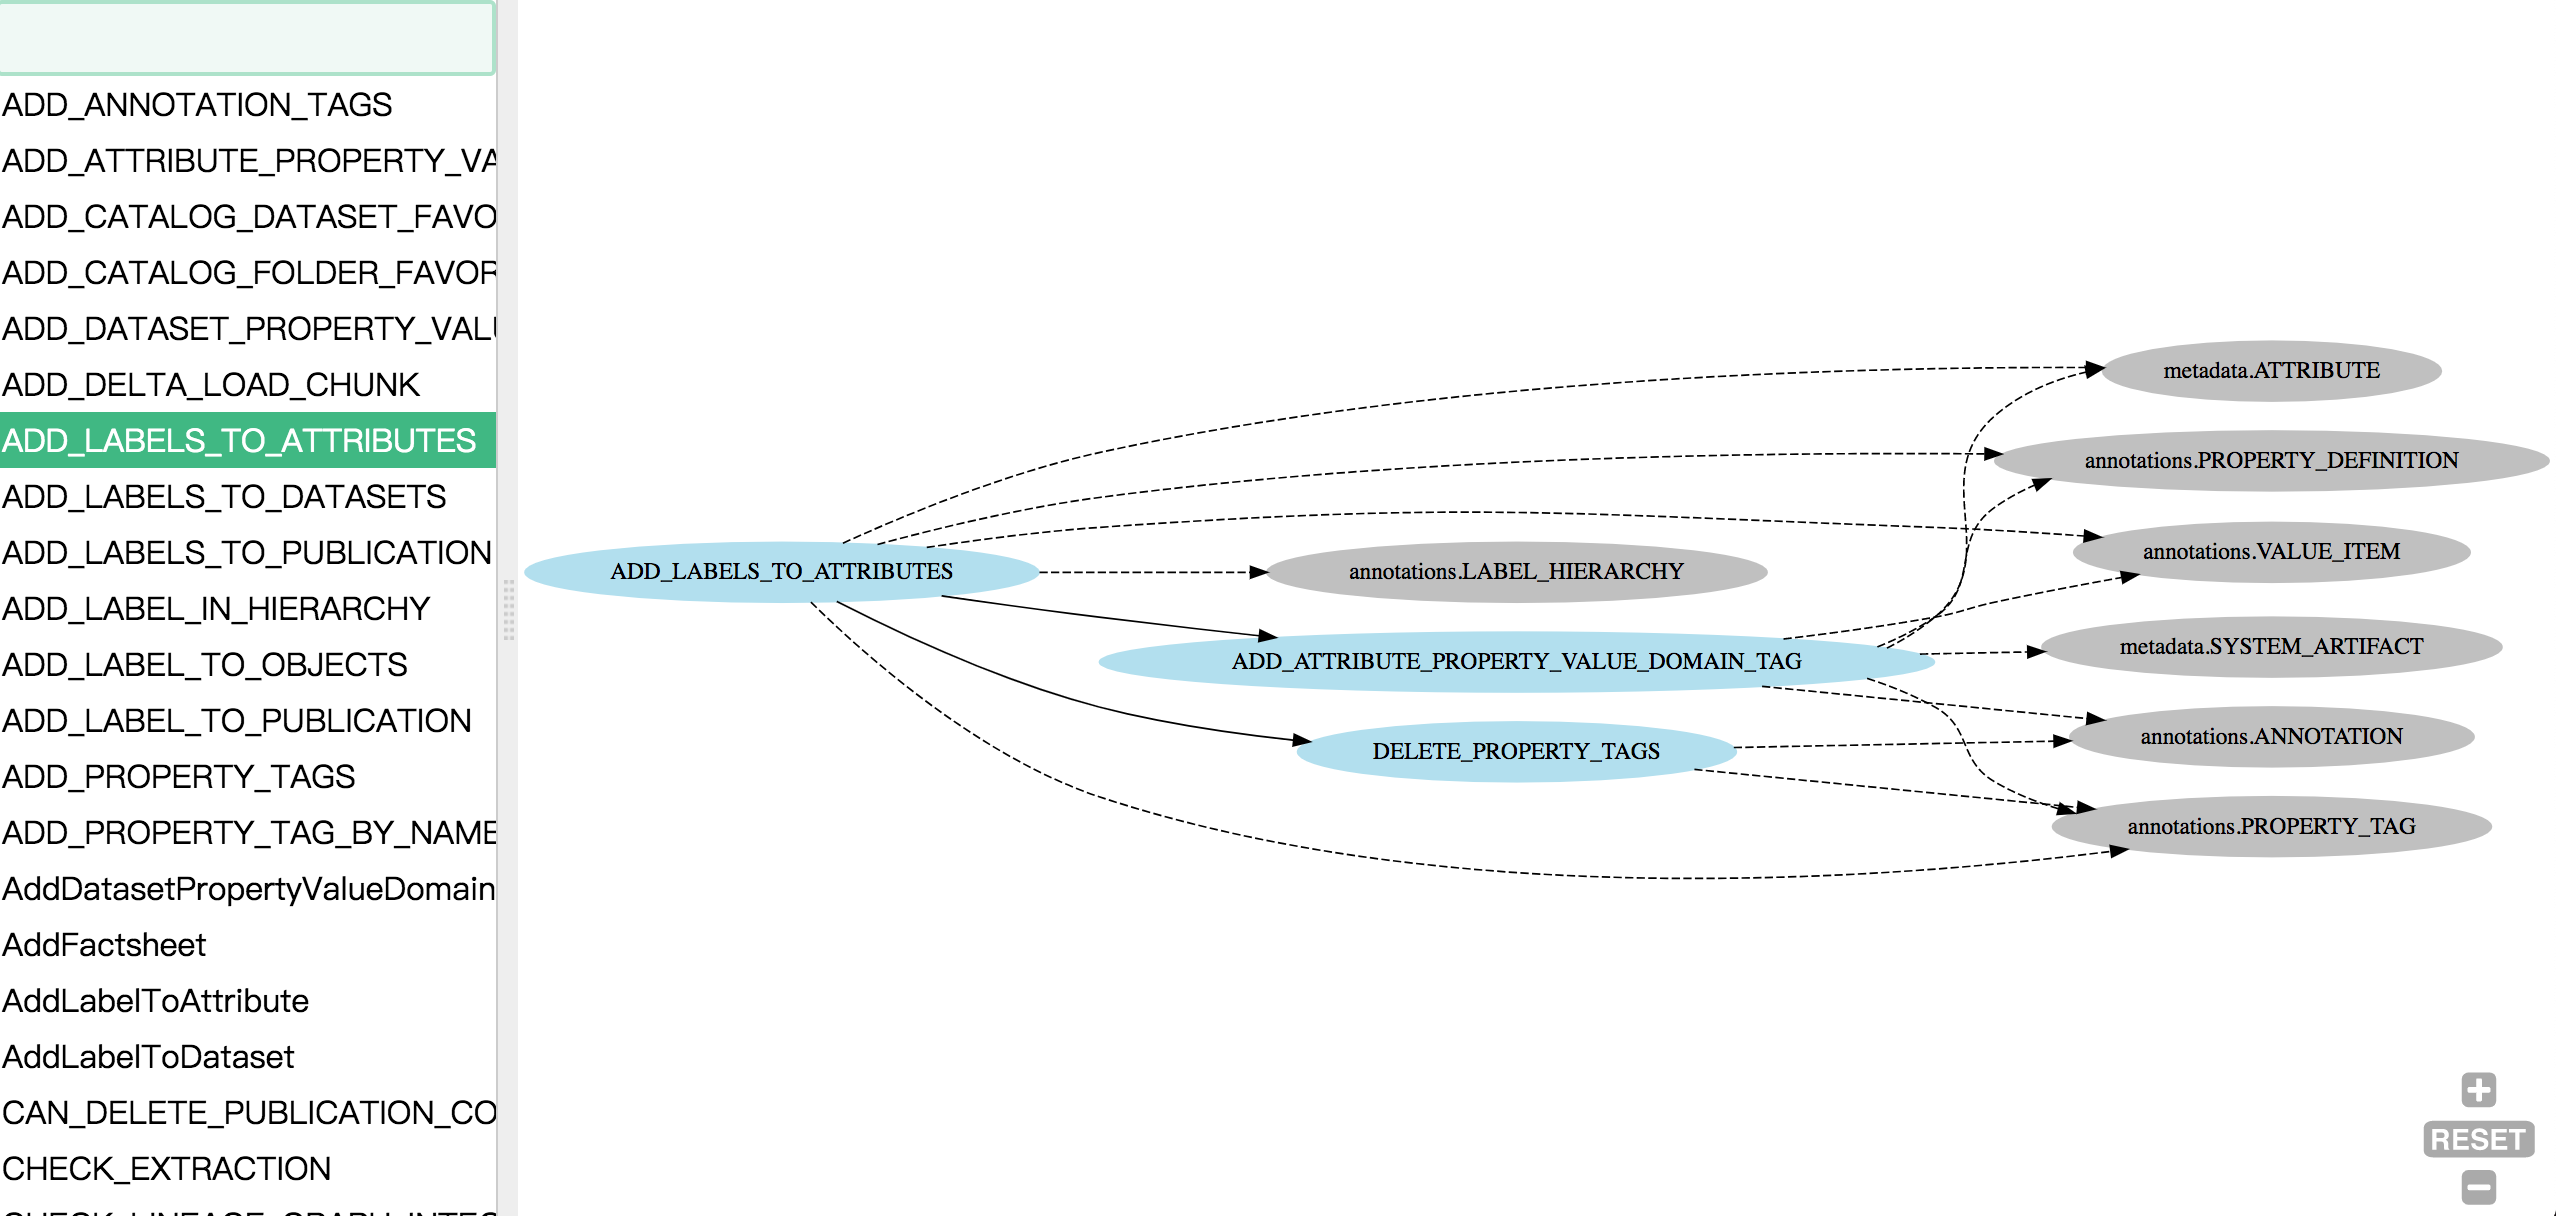 ADD_ANNOTATION_TAGS
ADD_ATTRIBUTE_PROPERTY_VA
ADD_CATALOG_DATASET_FAVO
ADD_CATALOG_FOLDER_FAVOR
ADD_DATASET_PROPERTY_VALU
ADD_DELTA_LOAD_CHUNK
ADD_LABELS_TO_ATTRIBUTES
ADD_LABELS_TO_DATASETS
ADD_LABELS_TO_PUBLICATION
ADD_LABEL_IN_HIERARCHY
ADD_LABEL_TO_OBJECTS
ADD_LABEL_TO_PUBLICATION
ADD_PROPERTY_TAGS
ADD_PROPERTY_TAG_BY_NAME
AddDatasetPropertyValueDomain
AddFactsheet
AddLabelToAttribute
AddLabelToDataset
CAN_DELETE_PUBLICATION_CO
CHECK_EXTRACTION
CHECK_LINEAGE_GRAPH_INTEG
ADD_LABELS_TO_ATTRIBUTES
annotations.LABEL_HIERARCHY
ADD_ATTRIBUTE_PROPERTY_VALUE_DOMAIN_TAG
DELETE_PROPERTY_TAGS
metadata.ATTRIBUTE
annotations.PROPERTY_DEFINITION
annotations.VALUE_ITEM
metadata.SYSTEM_ARTIFACT
annotations.ANNOTATION
annotations.PROPERTY_TAG
RESET